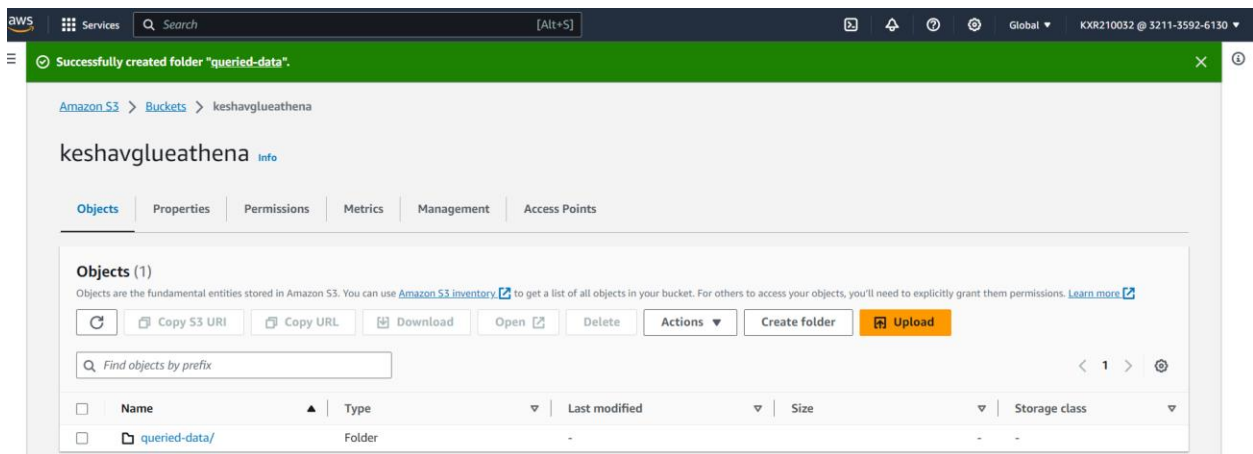 aws Services Search [Alt+S] Global KXR210032 @ 3211-3592-6130
Successfully created folder "queried-data".
Amazon S3 > Buckets > keshavglueathena
keshavglueathena Info
Objects Properties Permissions Metrics Management Access Points
Objects (1)
Objects are the fundamental entities stored in Amazon S3. You can use Amazon S3 inventory to get a list of all objects in your bucket. For others to access your objects, you'll need to explicitly grant them permissions. Learn more
Copy S3 URI Copy URL Download Open Delete Actions Create folder Upload
Find objects by prefix < 1 >
Name Type Last modified Size Storage class
queried-data/ Folder - - -